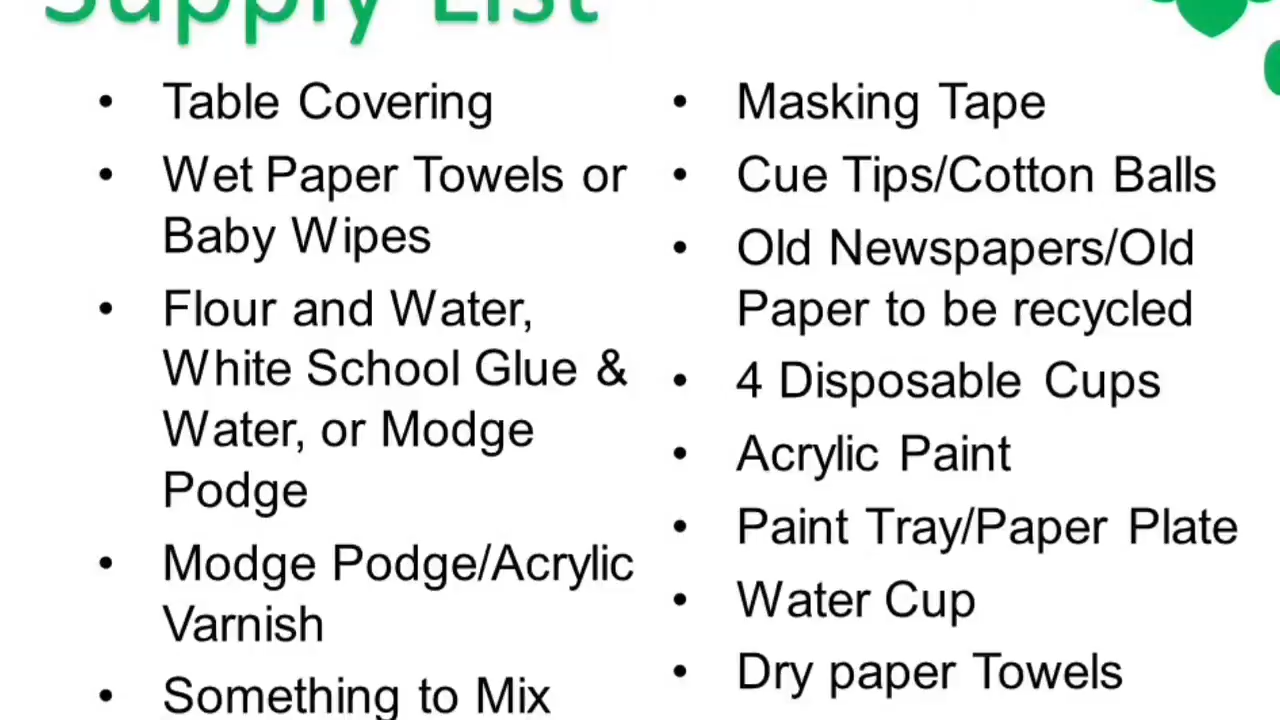 Supply List
• Table Covering
• Wet Paper Towels or
Baby Wipes
• Flour and Water,
White School Glue &
Water, or Modge
Podge
• Modge Podge/Acrylic
Varnish
• Something to Mix
• Masking Tape
• Cue Tips/Cotton Balls
• Old Newspapers/Old
Paper to be recycled
• 4 Disposable Cups
• Acrylic Paint
• Paint Tray/Paper Plate
• Water Cup
• Dry paper Towels